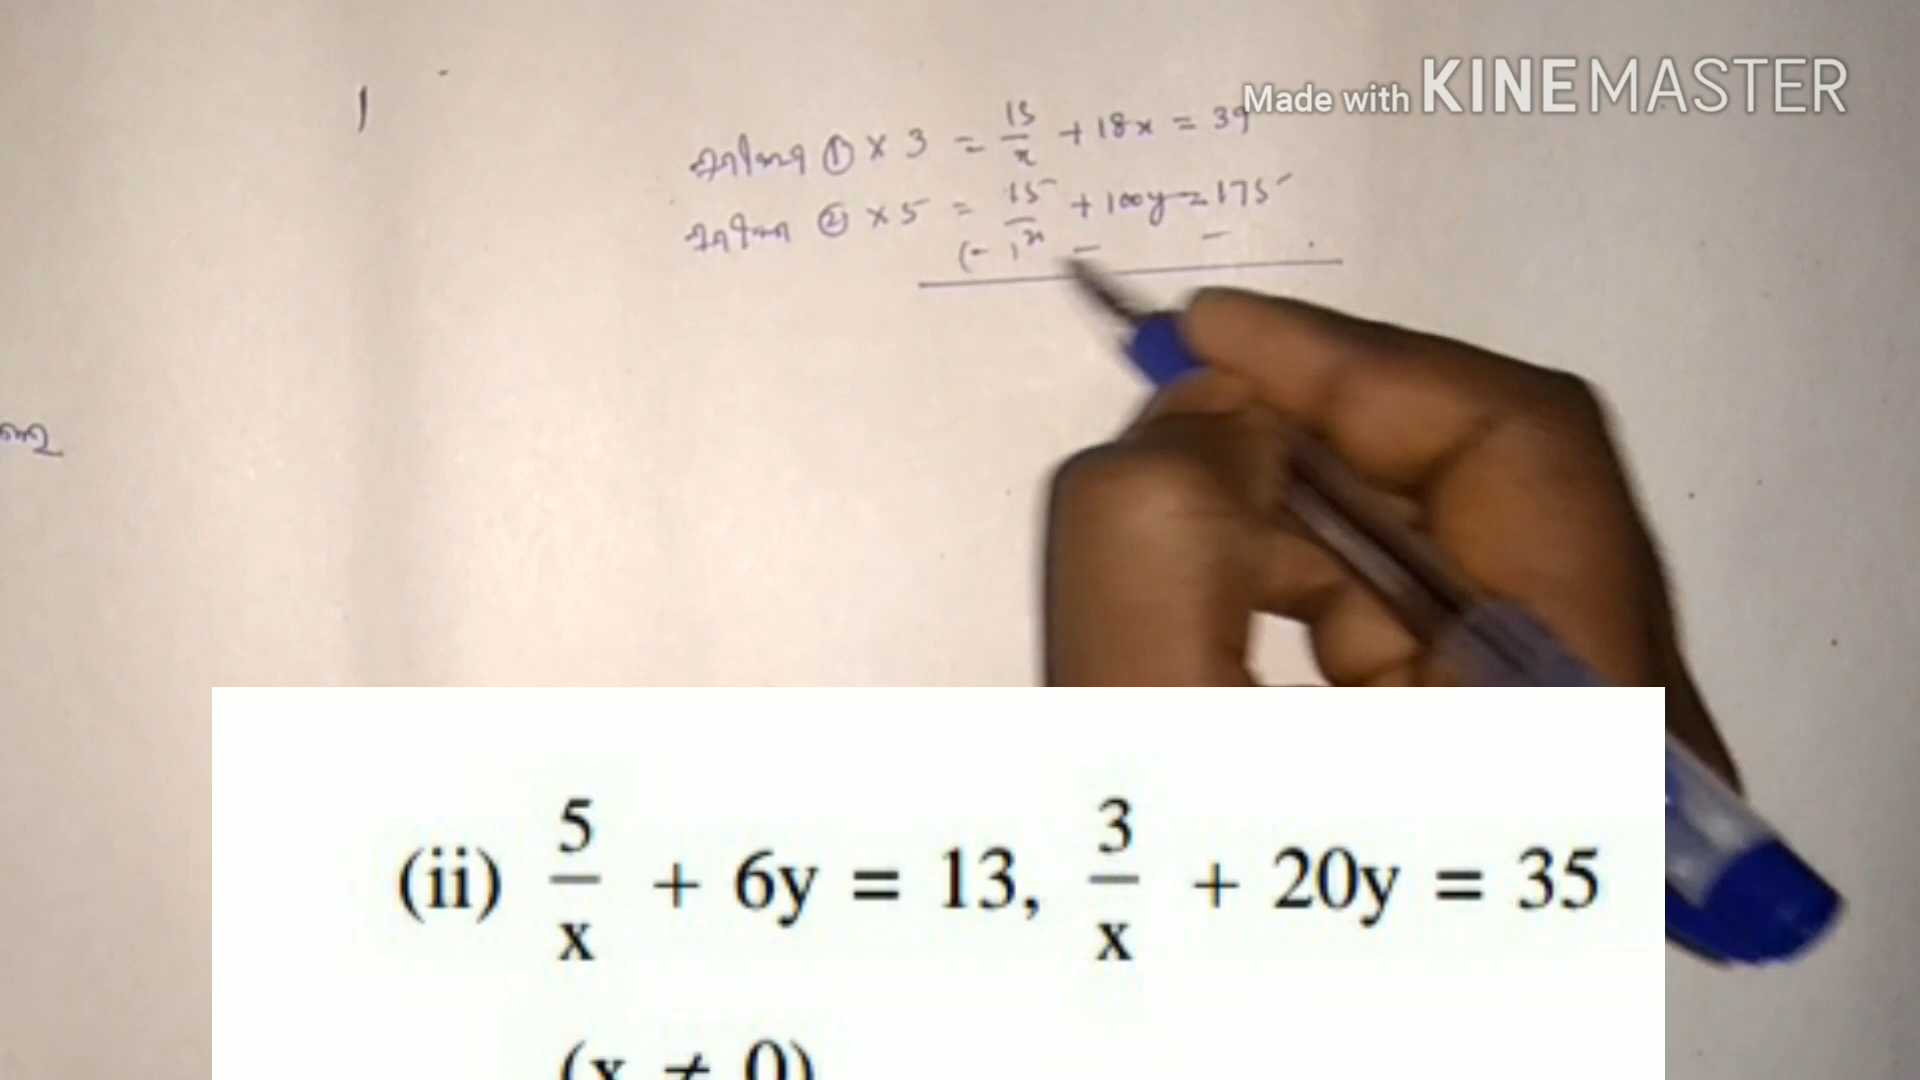 Made with KINEMASTER
① × 3 = 15/x + 18x = 39
② × 5 = 15/x + 100y = 175
(-) - -
(ii) 5/x + 6y = 13, 3/x + 20y = 35
(x ≠ 0)